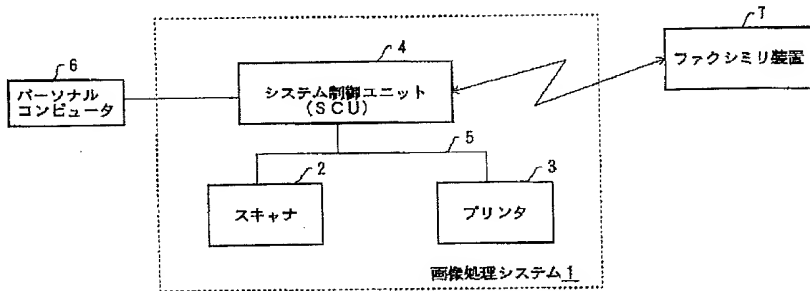 7
ファクシミリ装置
4
システム制御ユニット
(SCU)
6
パーソナル
コンピュータ
5
2
スキャナ
3
プリンタ
画像処理システム 1